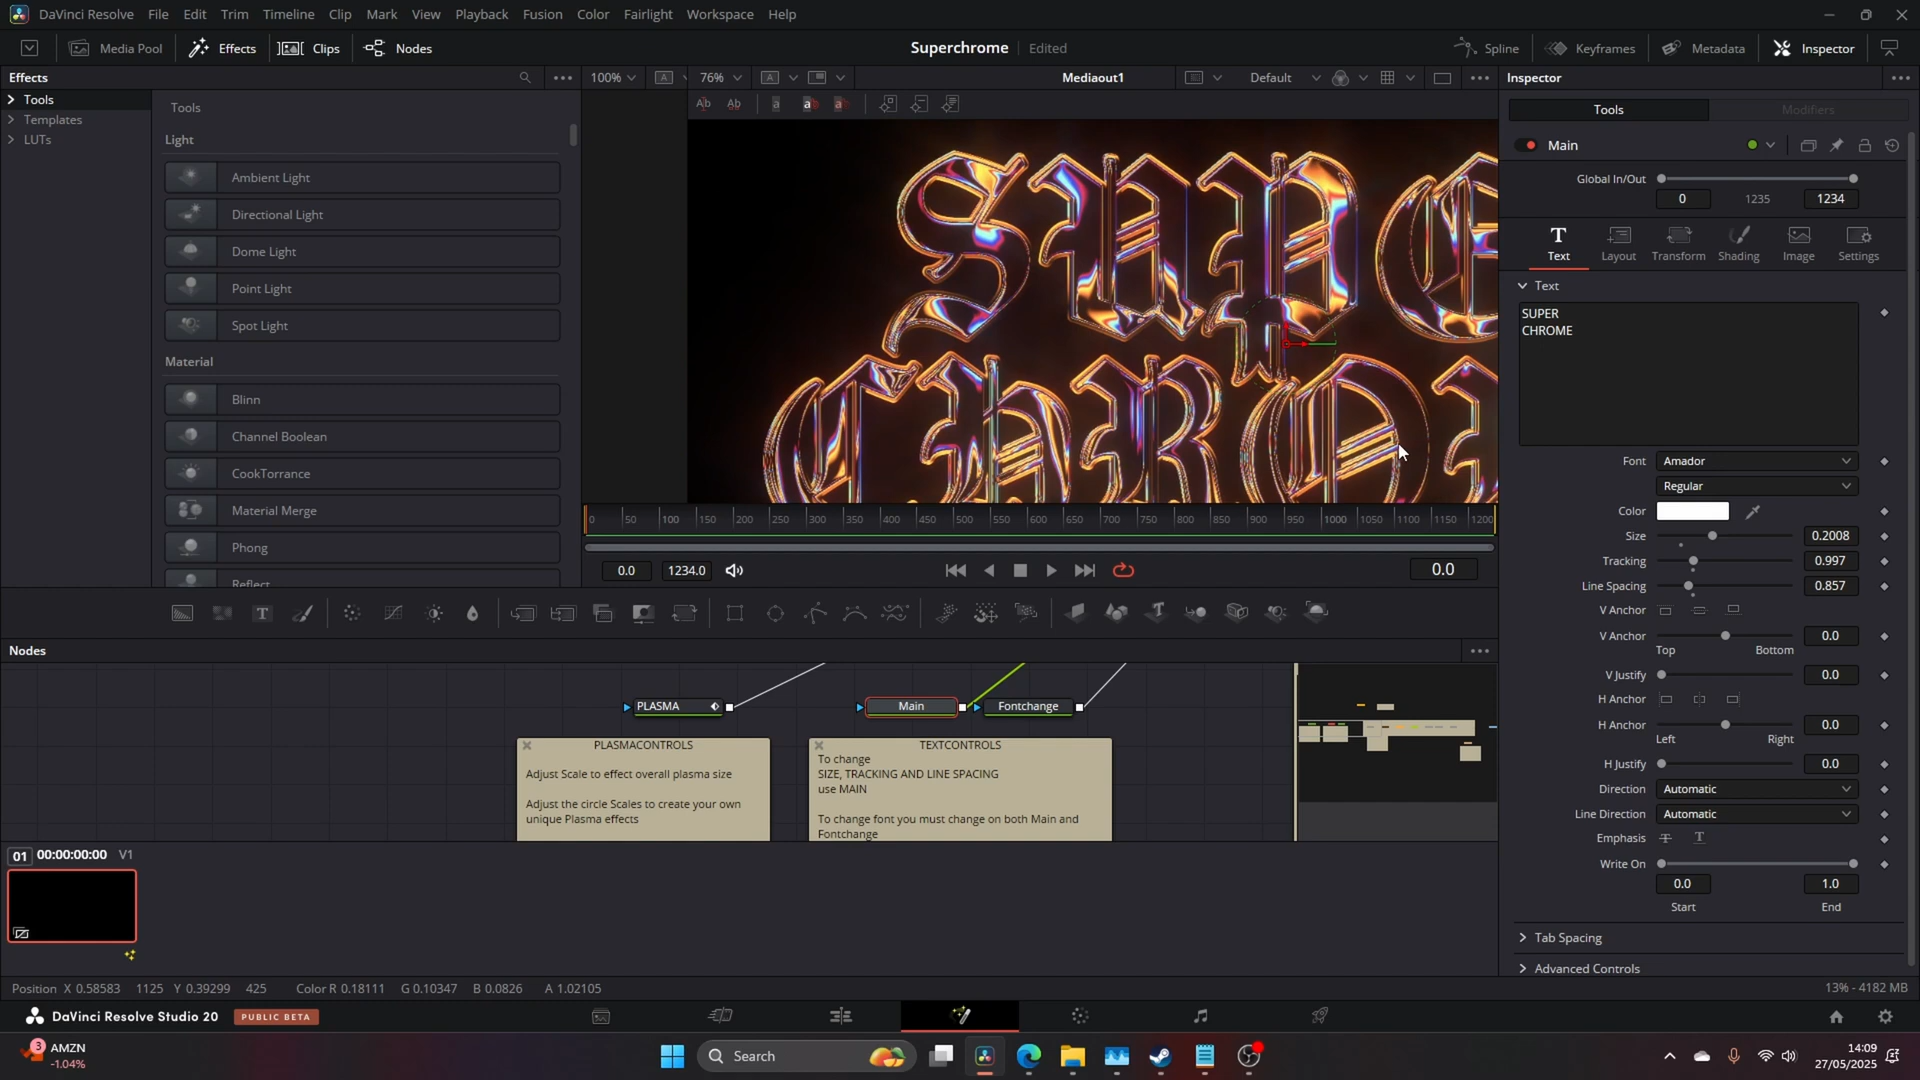 DaVinci Resolve File Edit Trim Timeline Clip Mark View Playback Fusion Color Fairlight Workspace Help
Media Pool Effects Clips Nodes Superchrome Edited Spline Keyframes Metadata Inspector
Effects 100% 76% Mediaout1 Default Inspector
Tools
Templates
LUTs
Tools
Light
Ambient Light
Directional Light
Dome Light
Point Light
Spot Light
Material
Blinn
Channel Boolean
CookTorrance
Material Merge
Phong
Reflect
SUPE
CHRO
0 50 100 150 200 250 300 350 400 450 500 550 600 650 700 750 800 850 900 950 1000 1050 1100 1150 1200
0.0 1234.0 0.0
Nodes
PLASMA Main Fontchange
PLASMACONTROLS
Adjust Scale to effect overall plasma size
Adjust the circle Scales to create your own
unique Plasma effects
TEXTCONTROLS
To change
SIZE, TRACKING AND LINE SPACING
use MAIN
To change font you must change on both Main and
Fontchange
01 00:00:00:00 V1
Tools Modifiers
Main
Global In/Out
0 1235 1234
Text Layout Transform Shading Image Settings
Text
SUPER
CHROME
Font Amador
Regular
Color
Size 0.2008
Tracking 0.997
Line Spacing 0.857
V Anchor
V Anchor 0.0
Top Bottom
V Justify 0.0
H Anchor
H Anchor 0.0
Left Right
H Justify 0.0
Direction Automatic
Line Direction Automatic
Emphasis
Write On
0.0 1.0
Start End
Tab Spacing
Advanced Controls
Position X 0.58583 1125 Y 0.39299 425 Color R 0.18111 G 0.10347 B 0.0826 A 1.02105 13% - 4182 MB
DaVinci Resolve Studio 20 PUBLIC BETA
3 AMZN
-1.04%
Search
14:09
27/05/2025